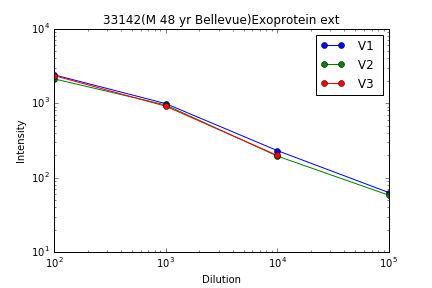 33142(M 48 yr Bellevue)Exoprotein ext
10^4
10^3
10^2
10^1
Intensity
V1
V2
V3
10^2 10^3 10^4 10^5
Dilution